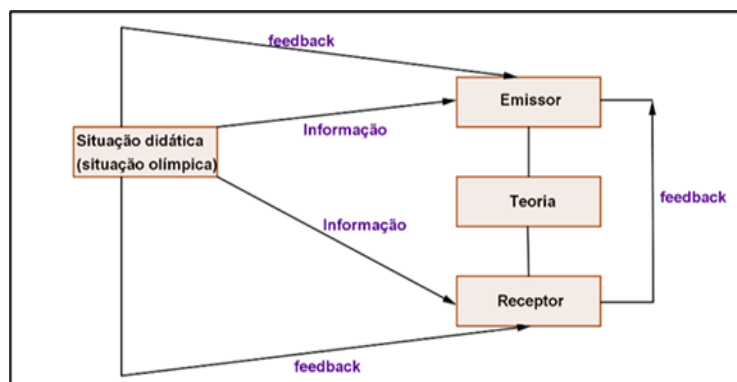 feedback
Emissor
Informação
Situação didática
(situação olímpica)
Teoria
feedback
Informação
Receptor
feedback